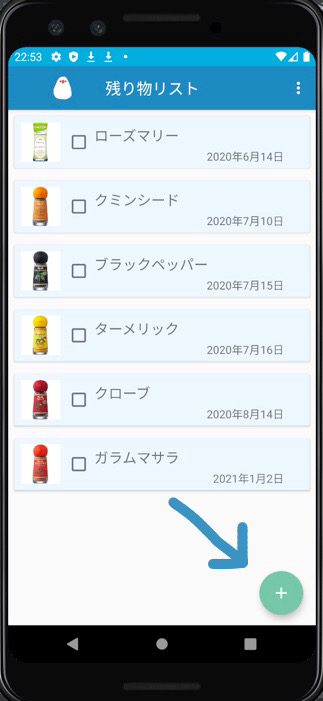 22:53
残り物リスト
ローズマリー
2020年6月14日
クミンシード
2020年7月10日
ブラックペッパー
2020年7月15日
ターメリック
2020年7月16日
クローブ
2020年8月14日
ガラムマサラ
2021年1月2日
+